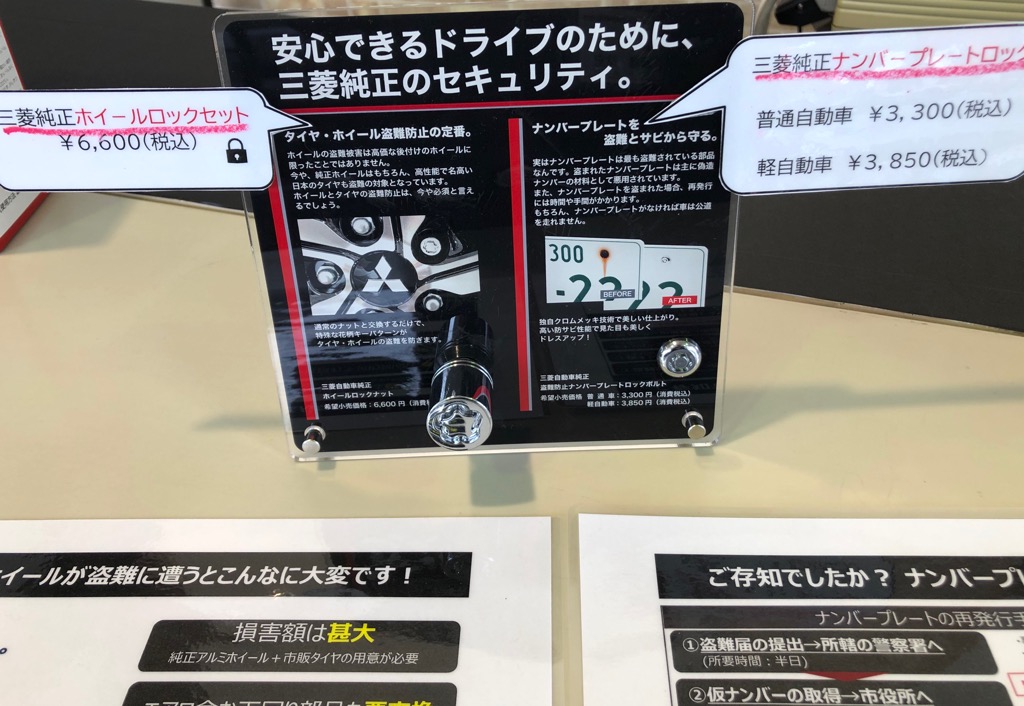 安心できるドライブのために、
三菱純正のセキュリティ。
三菱純正ホイールロックセット
￥6,600(税込)
三菱純正ナンバープレートロック
普通自動車 ￥3,300(税込)
軽自動車 ￥3,850(税込)
タイヤ・ホイール盗難防止の定番。
ホイールの盗難被害は高価な後付けのホイールに
限ったことではありません。
今や、純正ホイールはもちろん、高性能で名高い
日本のタイヤも盗難の対象となっています。
ホイールとタイヤの盗難防止は、今や必須と言え
るでしょう。
通常のナットと交換するだけで、
特殊な花柄キーパターンが
タイヤ・ホイールの盗難を防ぎます。
三菱自動車純正
ホイールロックナット
希望小売価格：6,600円（消費
ナンバープレートを
盗難とサビから守る。
実はナンバープレートは最も盗難されている部品
なんです。盗まれたナンバープレートは主に偽造
ナンバーの材料として悪用されています。
また、ナンバープレートを盗まれた場合、再発行
には時間や手間がかかります。
もちろん、ナンバープレートがなければ車は公道
を走れません。
300
BEFORE
AFTER
独自クロムメッキ技術で美しい仕上がり。
高い防サビ性能で見た目も美しく
ドレスアップ！
三菱自動車純正
盗難防止ナンバープレートロックボルト
希望小売価格 普通車：3,300円（消費税込）
軽自動車：3,850円（消費税込）
イールが盗難に遭うとこんなに大変です！
損害額は甚大
純正アルミホイール＋市販タイヤの用意が必要
ご存知でしたか？ ナンバープレ
ナンバープレートの再発行手
①盗難届の提出→所轄の警察署へ
(所要時間：半日)
②仮ナンバーの取得→市役所へ